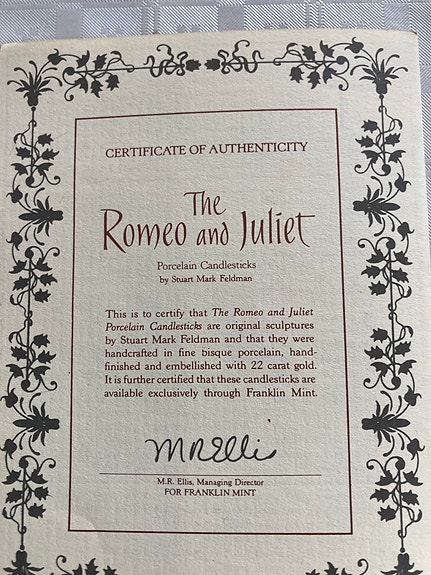 CERTIFICATE OF AUTHENTICITY
The
Romeo and Juliet
Porcelain Candlesticks
by Stuart Mark Feldman
This is to certify that The Romeo and Juliet
Porcelain Candlesticks are original sculptures
by Stuart Mark Feldman and that they were
handcrafted in fine bisque porcelain, hand-
finished and embellished with 22 carat gold.
It is further certified that these candlesticks are
available exclusively through Franklin Mint.
MREllis
M.R. Ellis, Managing Director
FOR FRANKLIN MINT